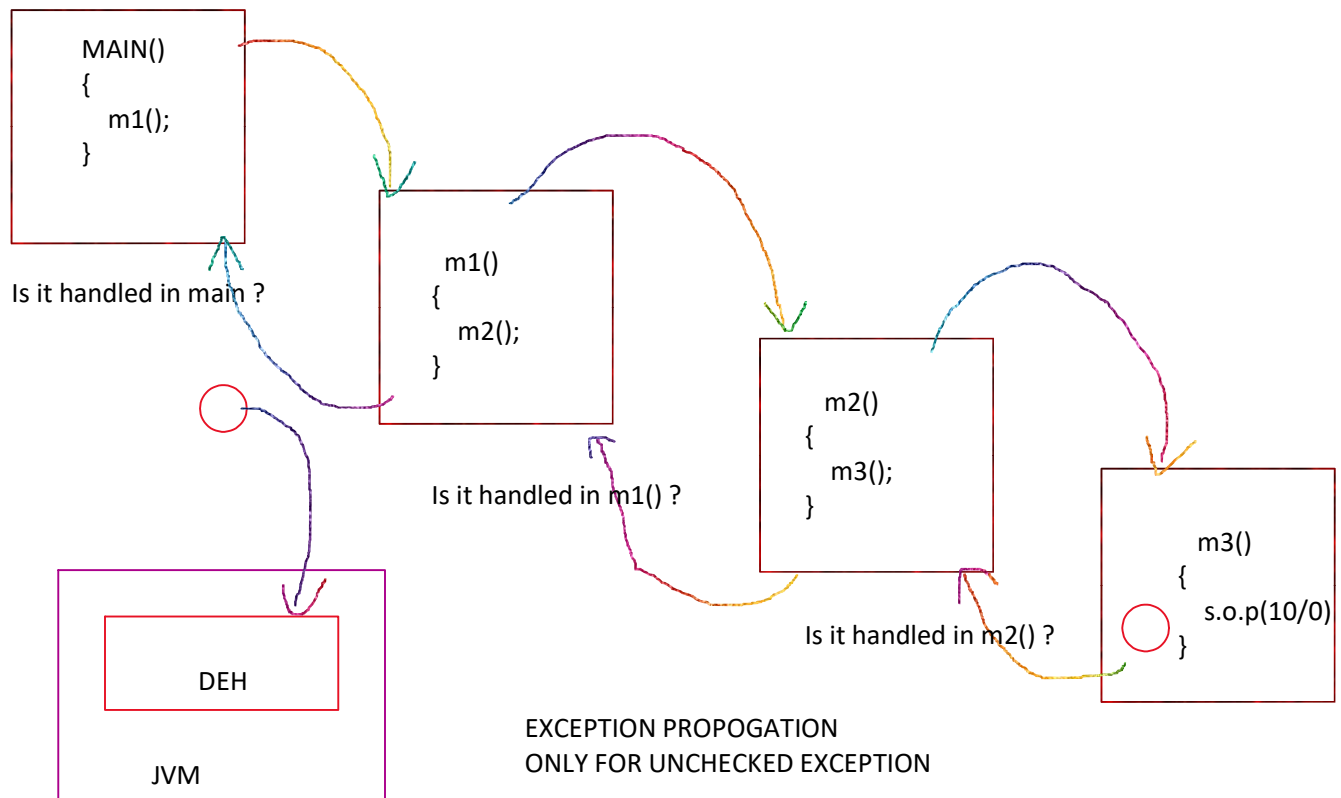 MAIN()
{
m1();
}
Is it handled in main ?
m1()
{
m2();
}
Is it handled in m1() ?
m2()
{
m3();
}
Is it handled in m2() ?
m3()
{
s.o.p(10/0)
}
DEH
JVM
EXCEPTION PROPOGATION
ONLY FOR UNCHECKED EXCEPTION